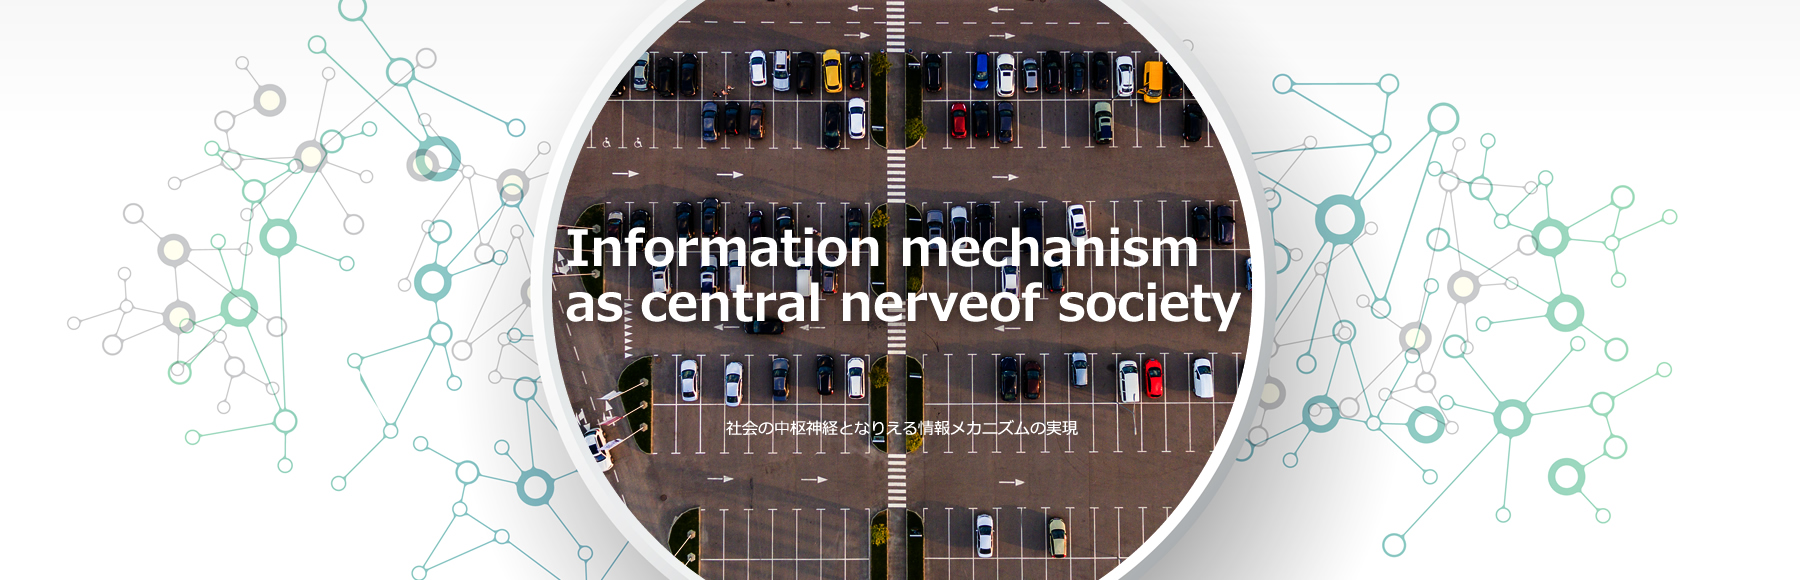 Information mechanism
as central nerveof society
社会の中枢神経となりえる情報メカニズムの実現